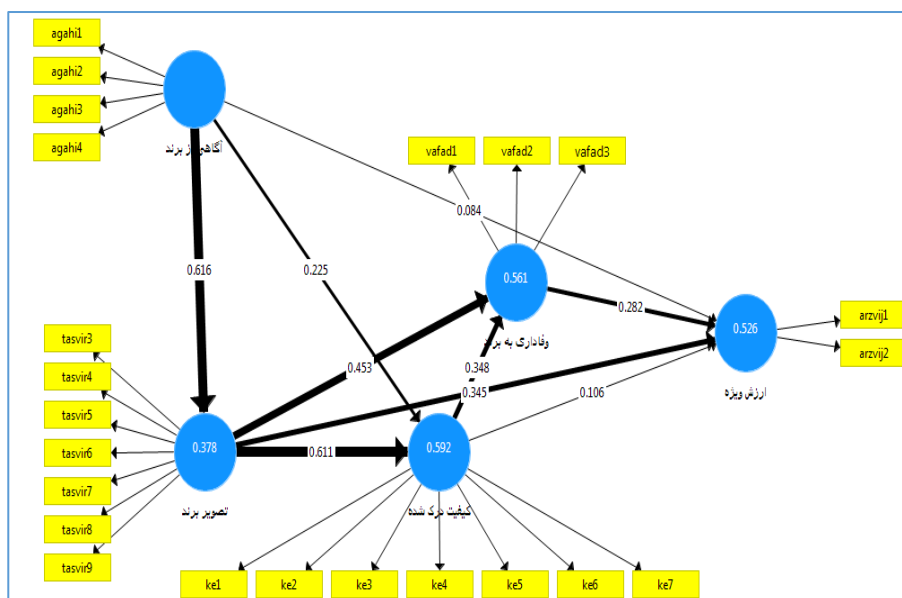 agahi1
agahi2
agahi3
agahi4
آگاهی از برند
vafad1
vafad2
vafad3
0.084
0.616
0.225
0.561
0.282
0.526
arzvij1
arzvij2
وفاداری به برند
ارزش ویژه
tasvir3
tasvir4
tasvir5
tasvir6
tasvir7
tasvir8
tasvir9
0.453
0.348
0.345
0.106
0.378
0.611
0.592
تصویر برند
کیفیت درک شده
ke1
ke2
ke3
ke4
ke5
ke6
ke7